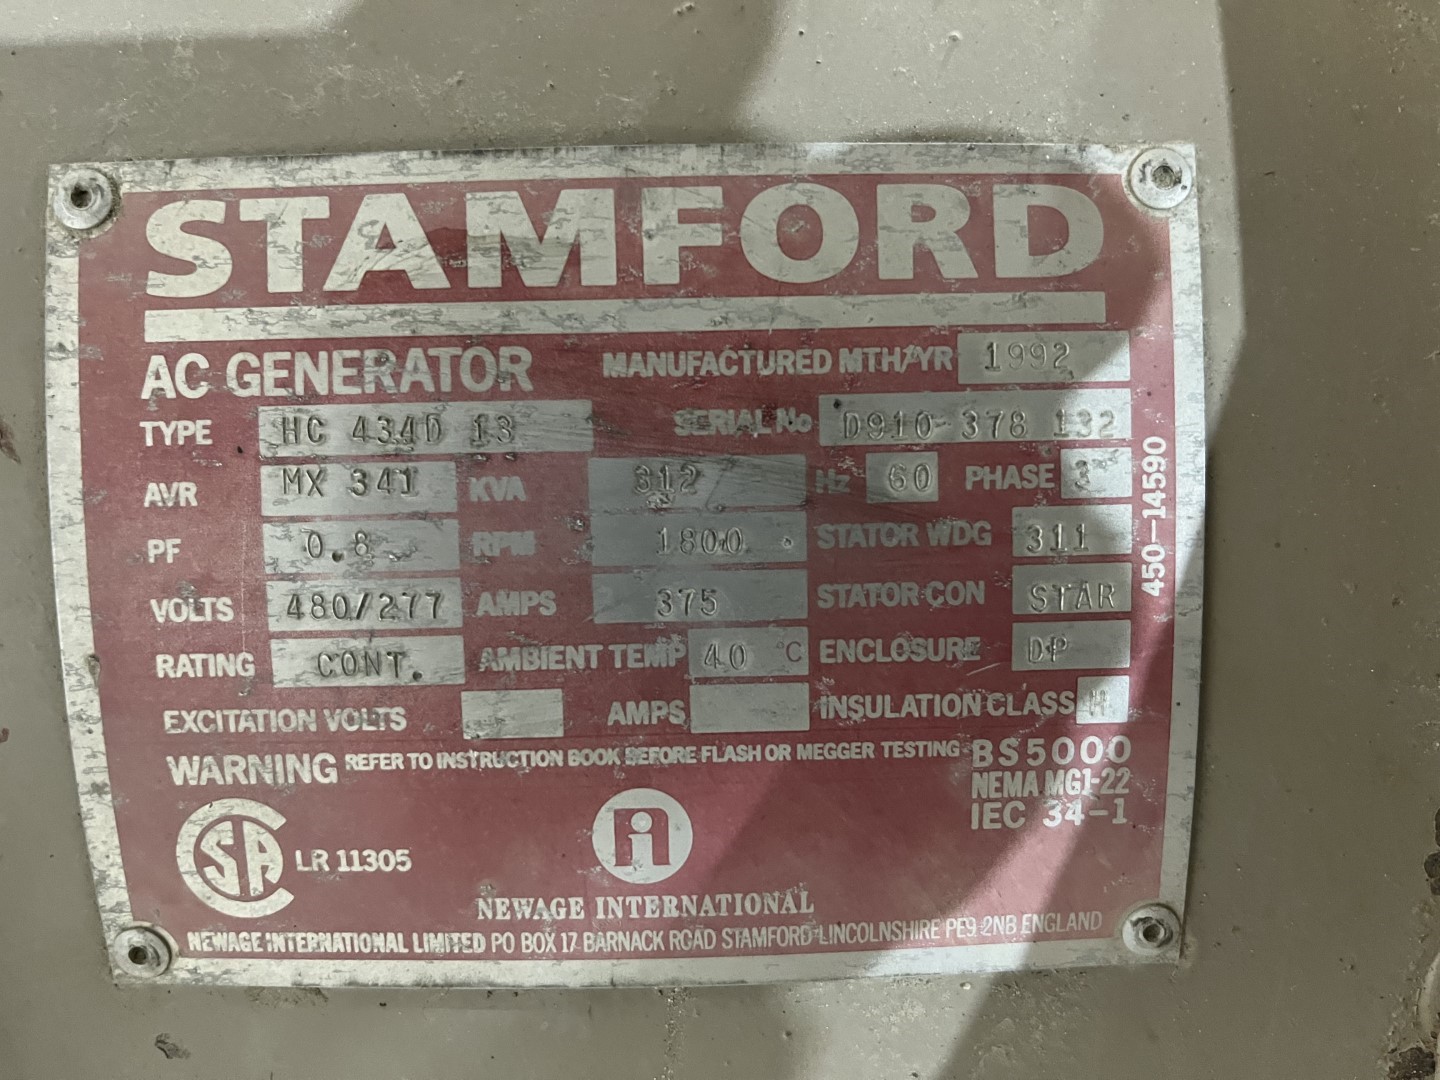 STAMFORD
AC GENERATOR MANUFACTURED MTH/YR 1992
TYPE HC 434D 13 SERIAL No D910-378 132
AVR MX 341 KVA 312 Hz 60 PHASE 3
PF 0.8 RPM 1800 STATOR WDG 311
VOLTS 480/277 AMPS 375 STATOR CON STAR
RATING CONT. AMBIENT TEMP 40 °C ENCLOSURE DP
EXCITATION VOLTS AMPS INSULATION CLASS H
WARNING REFER TO INSTRUCTION BOOK BEFORE FLASH OR MEGGER TESTING BS5000
NEMA MG1-22
IEC 34-1
CSA LR 11305
NEWAGE INTERNATIONAL
NEWAGE INTERNATIONAL LIMITED PO BOX 17 BARNACK ROAD STAMFORD LINCOLNSHIRE PE9 2NB ENGLAND
450-14590